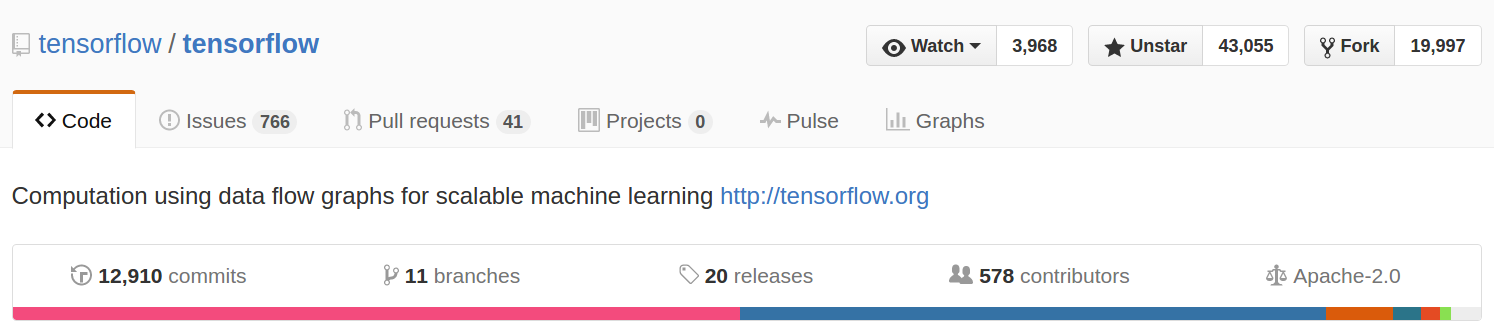 tensorflow / tensorflow Watch 3,968 Unstar 43,055 Fork 19,997
Code Issues 766 Pull requests 41 Projects 0 Pulse Graphs
Computation using data flow graphs for scalable machine learning http://tensorflow.org
12,910 commits 11 branches 20 releases 578 contributors Apache-2.0